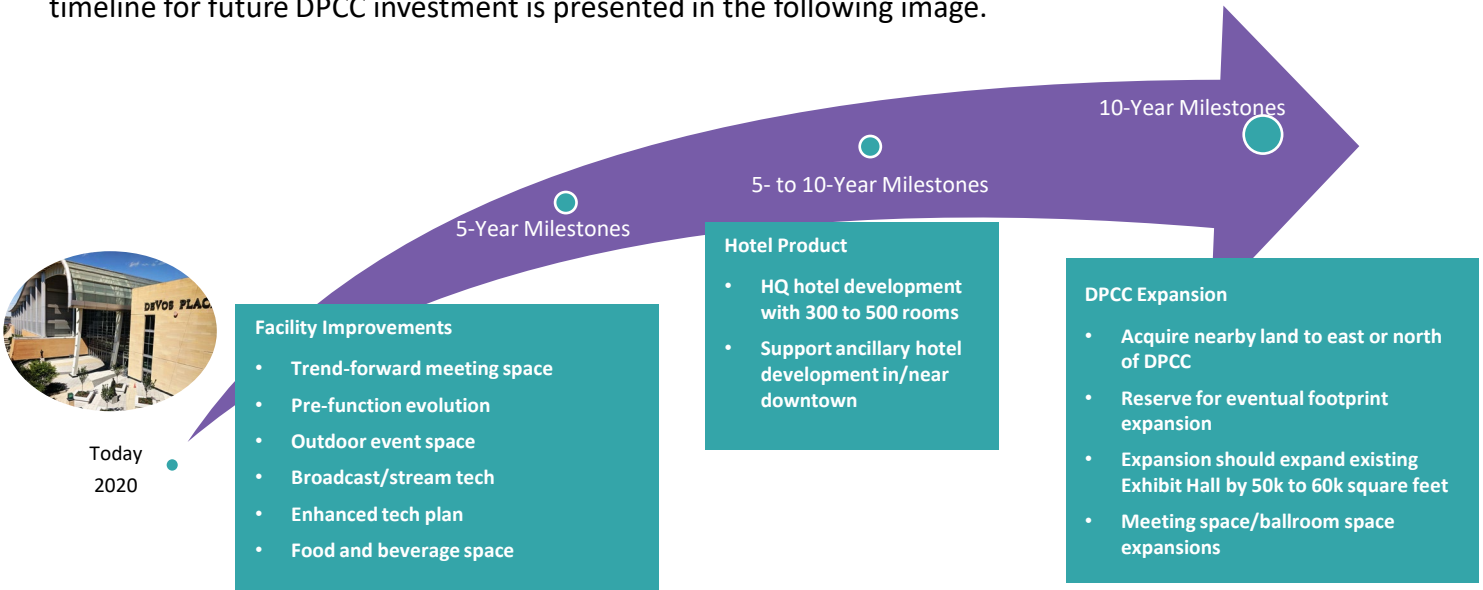 timeline for future DPCC investment is presented in the following image.
10-Year Milestones
5- to 10-Year Milestones
5-Year Milestones
DEVOS PLAC
Today
2020
Facility Improvements
• Trend-forward meeting space
• Pre-function evolution
• Outdoor event space
• Broadcast/stream tech
• Enhanced tech plan
• Food and beverage space
Hotel Product
• HQ hotel development
with 300 to 500 rooms
• Support ancillary hotel
development in/near
downtown
DPCC Expansion
• Acquire nearby land to east or north
of DPCC
• Reserve for eventual footprint
expansion
• Expansion should expand existing
Exhibit Hall by 50k to 60k square feet
• Meeting space/ballroom space
expansions